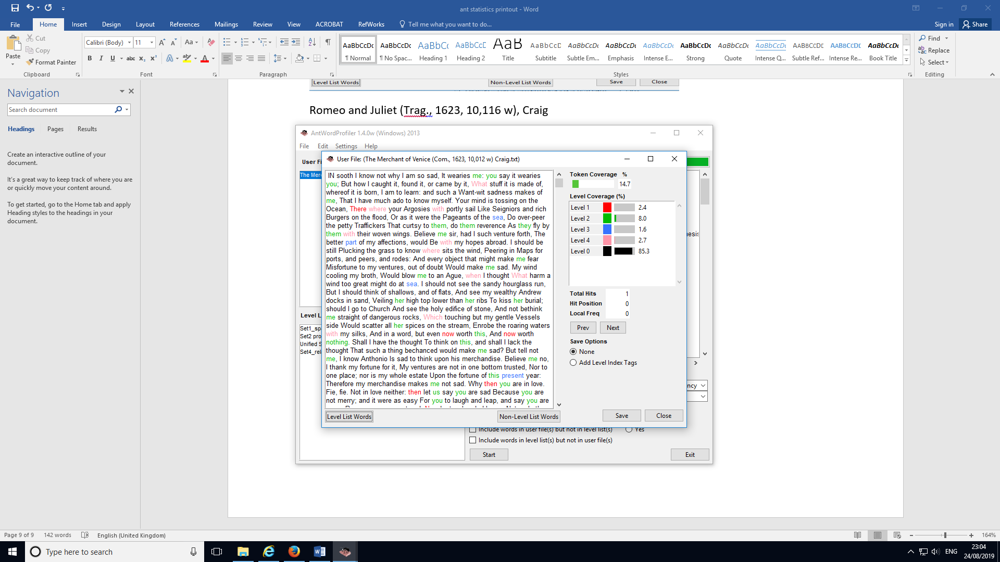 ant statistics printout - Word
File Home Insert Design Layout References Mailings Review View ACROBAT RefWorks Tell me what you want to do... Sign in Share
Paste
Cut
Copy
Format Painter
Clipboard
Calibri (Body) 11
Font
Paragraph
AaBbCcDc AaBbCcDc AaBbCc AaBbCcD AaB AaBbCcD AaBbCcDc AaBbCcDc AaBbCcDc AaBbCcDc AaBbCcDc AaBbCcDc AABBCCDD AABBCCDD AaBbCcDc
¶ Normal ¶ No Spac... Heading 1 Heading 2 Title Subtitle Subtle Em... Emphasis Intense E... Strong Quote Intense Q... Subtle Ref... Intense Re... Book Title
Styles
Find
Replace
Select
Editing
Navigation
Search document
Headings Pages Results
Create an interactive outline of your
document.
It's a great way to keep track of where you are
or quickly move your content around.
To get started, go to the Home tab and apply
Heading styles to the headings in your
document.
Level List Words Non-Level List Words Save Close
Romeo and Juliet (Trag., 1623, 10,116 w), Craig
AntWordProfiler 1.4.0w (Windows) 2013
File Edit Settings Help
User Fi
The Mer
Level L
Set1_sp
Set2 pro
Unified S
Set4_rel
User File: (The Merchant of Venice (Com., 1623, 10,012 w) Craig.txt)
IN sooth I know not why I am so sad, It wearies me: you say it wearies
you; But how I caught it, found it, or came by it, What stuff it is made of,
whereof it is born, I am to learn: and such a Want-wit sadness makes of
me, That I have much ado to know myself. Your mind is tossing on the
Ocean, There where your Argosies with portly sail Like Seigniors and rich
Burgers on the flood, Or as it were the Pageants of the sea, Do over-peer
the petty Traffickers That curtsy to them, do them reverence As they fly by
them with their woven wings. Believe me sir, had I such venture forth, The
better part of my affections, would Be with my hopes abroad. I should be
still Plucking the grass to know where sits the wind, Peering in Maps for
ports, and peers, and rodes: And every object that might make me fear
Misfortune to my ventures, out of doubt Would make me sad. My wind
cooling my broth, Would blow me to an Ague, when I thought What harm a
wind too great might do at sea. I should not see the sandy hourglass run,
But I should think of shallows, and of flats, And see my wealthy Andrew
docks in sand, Veiling her high top lower than her ribs To kiss her burial;
should I go to Church And see the holy edifice of stone, And not bethink
me straight of dangerous rocks, Which touching but my gentle Vessels
side Would scatter all her spices on the stream, Enrobe the roaring waters
with my silks, And in a word, but even now worth this, And now worth
nothing. Shall I have the thought To think on this, and shall I lack the
thought That such a thing bechanced would make me sad? But tell not
me, I know Anthonio Is sad to think upon his merchandise. Believe me no,
I thank my fortune for it, My ventures are not in one bottom trusted, Nor to
one place; nor is my whole estate Upon the fortune of this present year:
Therefore my merchandise makes me not sad. Why then you are in love.
Fie, fie. Not in love neither: then let us say you are sad Because you are
not merry; and it were as easy For you to laugh and leap, and say you are
Level List Words Non-Level List Words
Token Coverage %
14.7
Level Coverage (%)
Level 1 2.4
Level 2 8.0
Level 3 1.6
Level 4 2.7
Level 0 85.3
Total Hits 1
Hit Position 0
Local Freq 0
Prev Next
Save Options
None
Add Level Index Tags
Save Close
ncy
Include words in user file(s) but not in level list(s) Yes
Include words in level list(s) but not in user file(s)
Start Exit
Page 9 of 9 142 words English (United Kingdom) 164%
Type here to search
ENG
23:04
24/08/2019